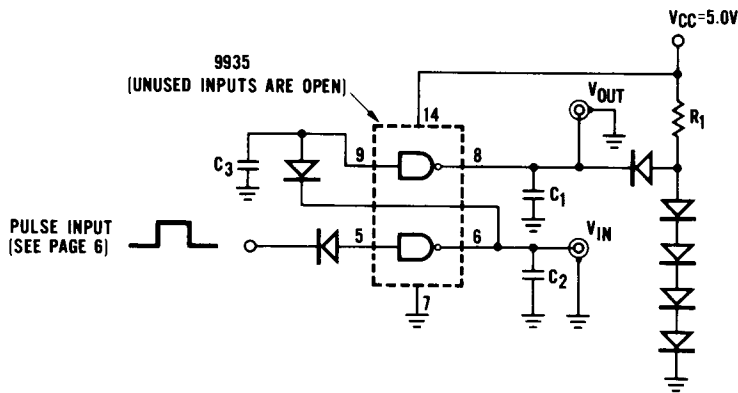 VCC=5.0V
9935
(UNUSED INPUTS ARE OPEN)
14
VOUT
R1
9
8
C3
C1
PULSE INPUT
(SEE PAGE 6)
5
6
VIN
C2
7